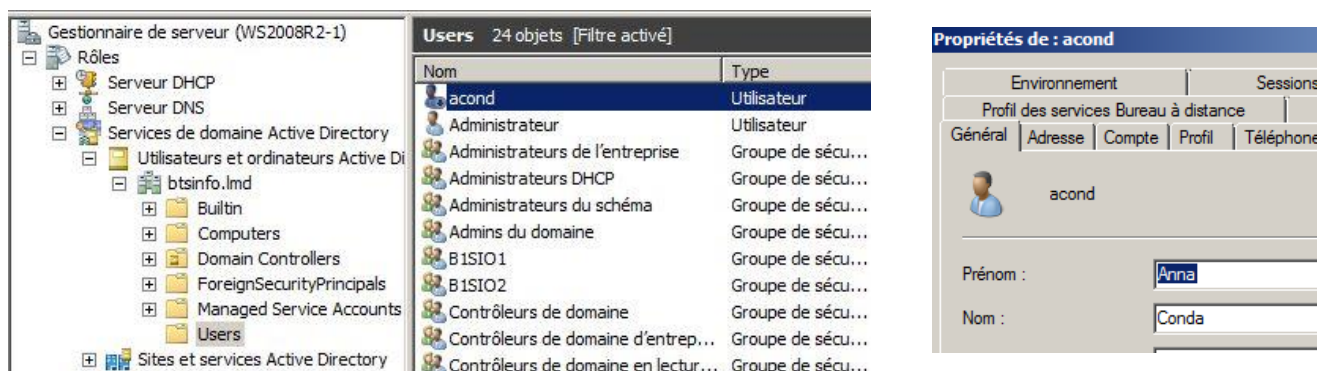 Gestionnaire de serveur (WS2008R2-1)
Rôles
Serveur DHCP
Serveur DNS
Services de domaine Active Directory
Utilisateurs et ordinateurs Active Di
btsinfo.lmd
Builtin
Computers
Domain Controllers
ForeignSecurityPrincipals
Managed Service Accounts
Users
Sites et services Active Directory
Users 24 objets [Filtre activé]
Nom Type
acond Utilisateur
Administrateur Utilisateur
Administrateurs de l'entreprise Groupe de sécu...
Administrateurs DHCP Groupe de sécu...
Administrateurs du schéma Groupe de sécu...
Admins du domaine Groupe de sécu...
B1SIO1 Groupe de sécu...
B1SIO2 Groupe de sécu...
Contrôleurs de domaine Groupe de sécu...
Contrôleurs de domaine d'entrep... Groupe de sécu...
Contrôleurs de domaine en lectur... Groupe de sécu...
Propriétés de : acond
Environnement Sessions
Profil des services Bureau à distance
Général Adresse Compte Profil Téléphone
acond
Prénom : Anna
Nom : Conda